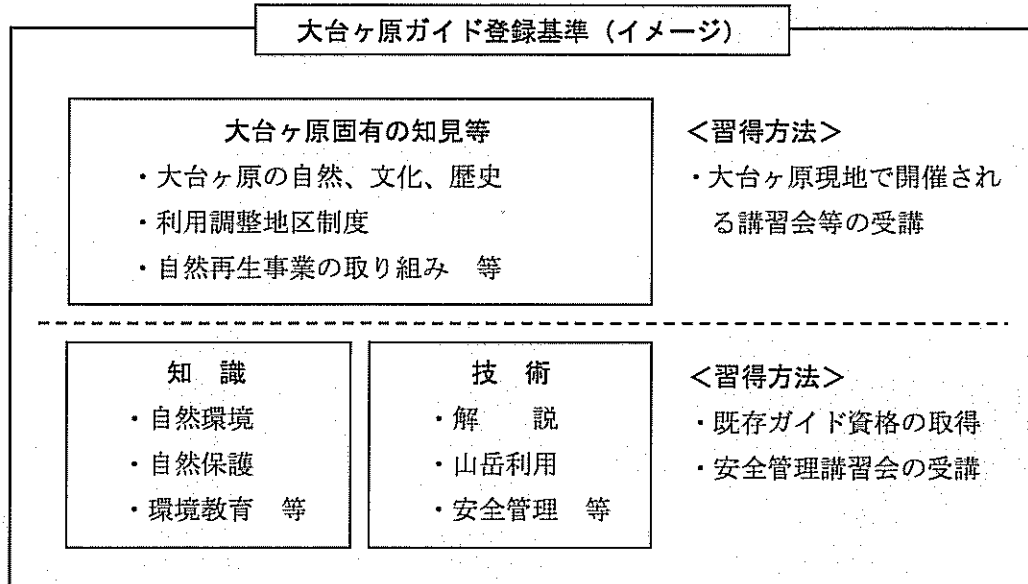 大台ヶ原ガイド登録基準（イメージ）
大台ヶ原固有の知見等
・大台ヶ原の自然、文化、歴史
・利用調整地区制度
・自然再生事業の取り組み　等
＜習得方法＞
・大台ヶ原現地で開催され
る講習会等の受講
知　識
・自然環境
・自然保護
・環境教育　等
技　術
・解　　説
・山岳利用
・安全管理　等
＜習得方法＞
・既存ガイド資格の取得
・安全管理講習会の受講